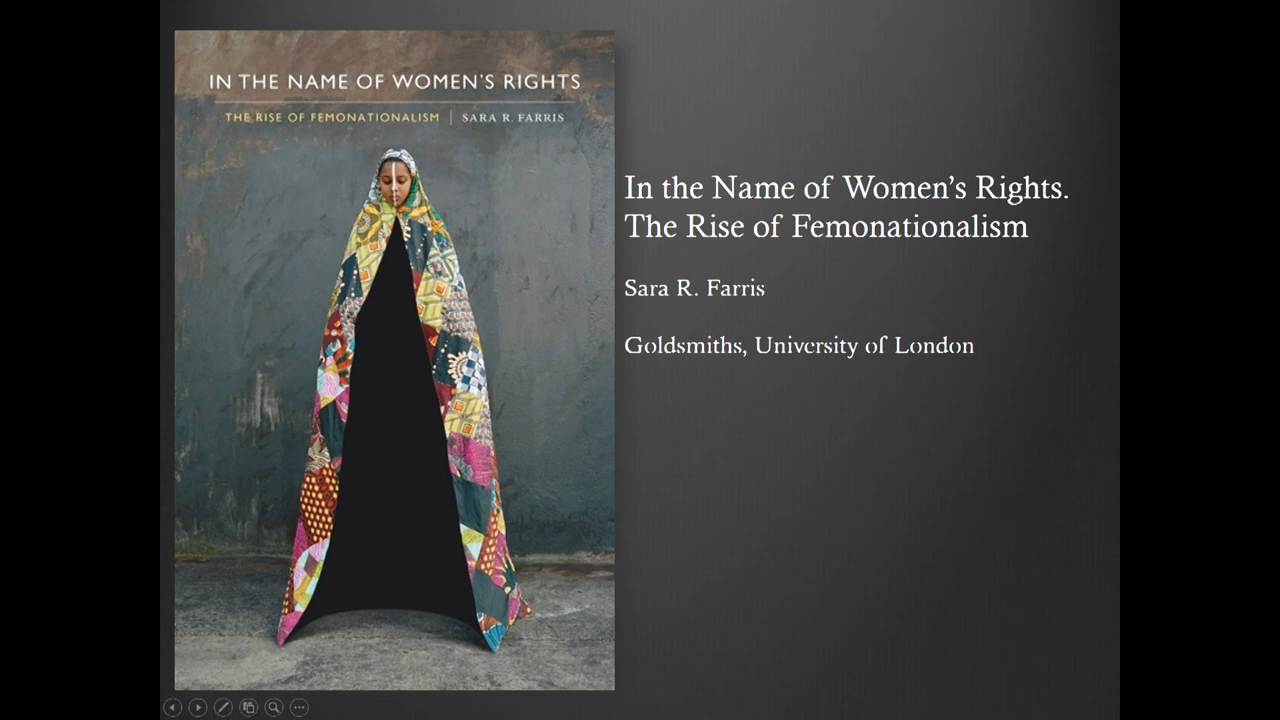 IN THE NAME OF WOMEN'S RIGHTS
THE RISE OF FEMONATIONALISM | SARA R. FARRIS
In the Name of Women's Rights.
The Rise of Femonationalism
Sara R. Farris
Goldsmiths, University of London